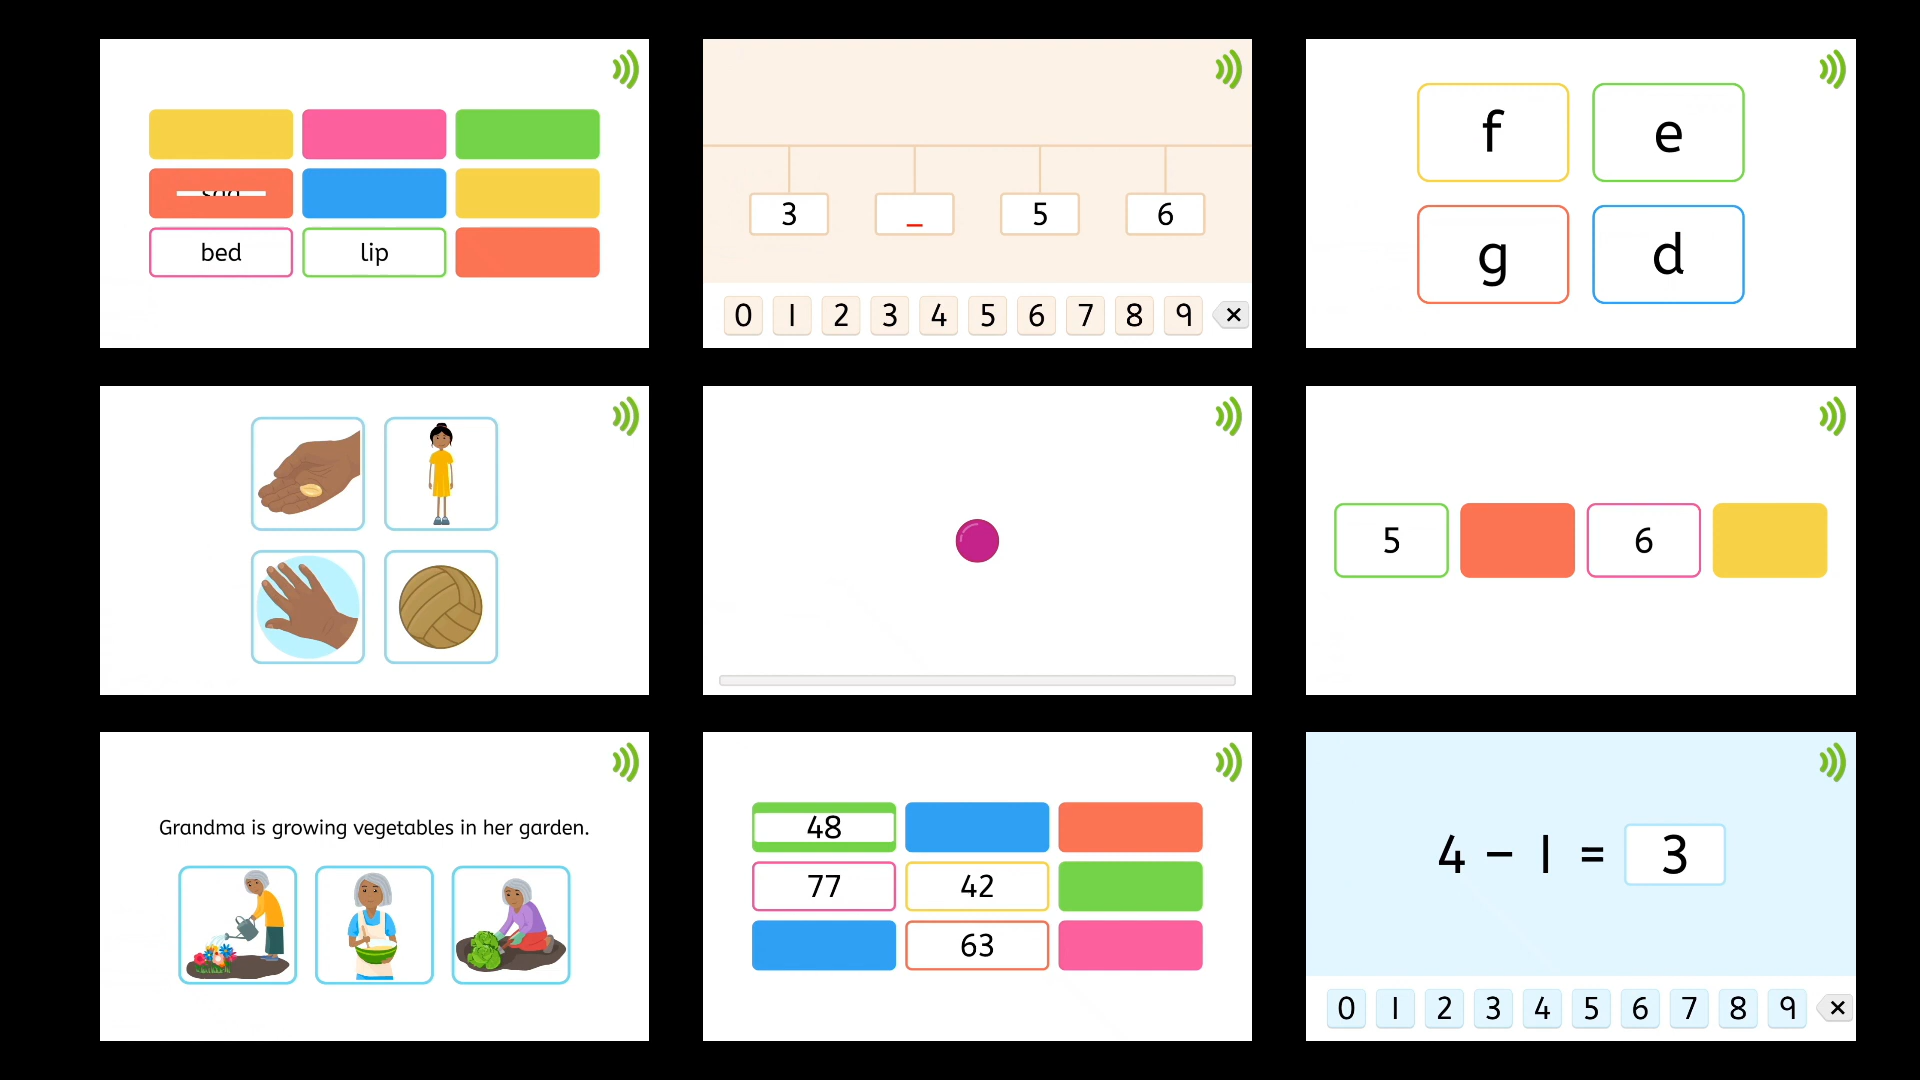 bed lip
3 _ 5 6
0 1 2 3 4 5 6 7 8 9 ×
f e
g d
5 6
Grandma is growing vegetables in her garden.
48
77 42
63
4 − 1 = 3
0 1 2 3 4 5 6 7 8 9 ×